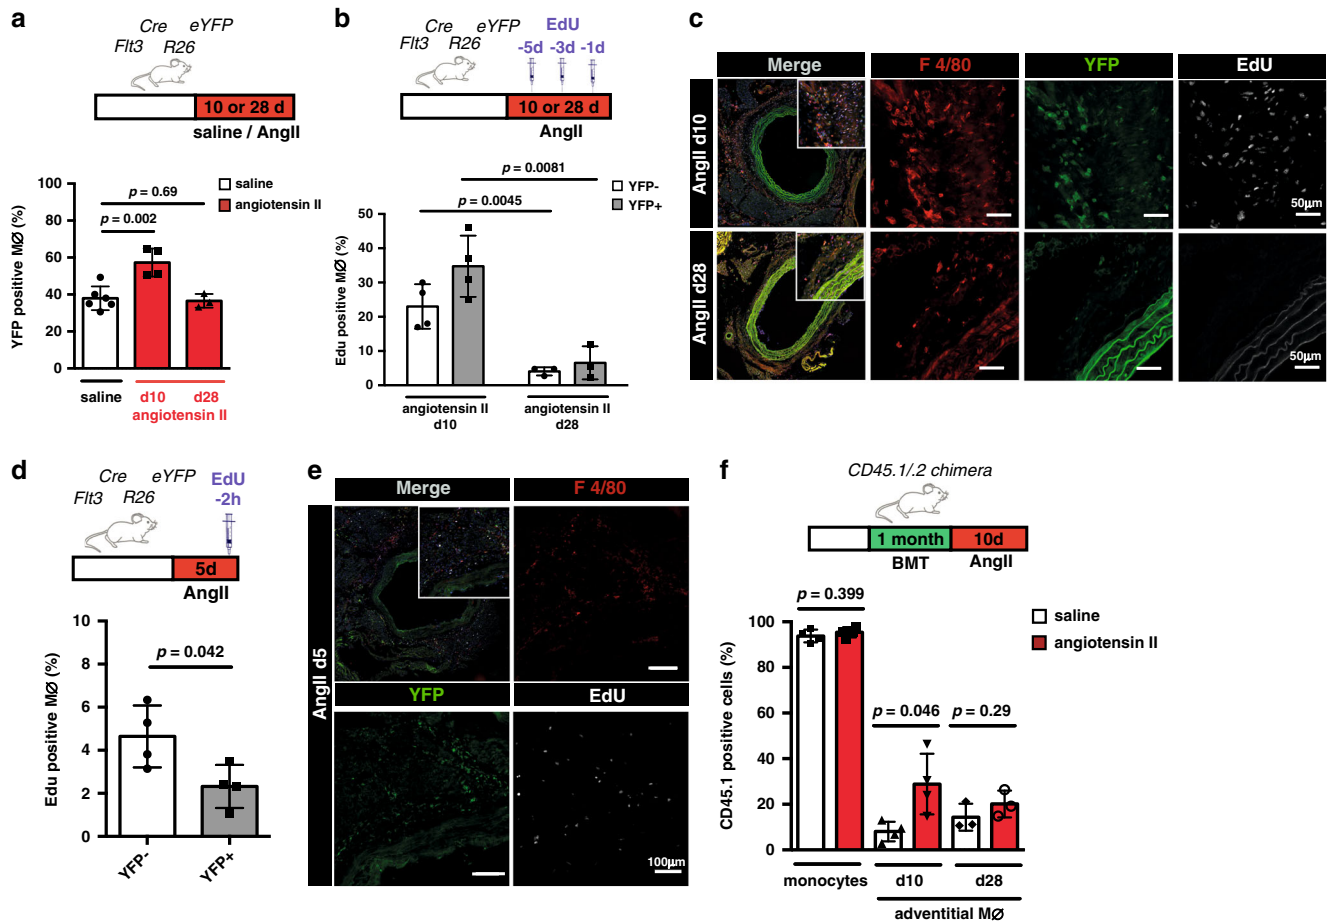 a
Cre eYFP
Flt3 R26
10 or 28 d
saline / AngII
YFP positive MØ (%)
100
80
60
40
20
0
saline
angiotensin II
p = 0.69
p = 0.002
saline
d10
d28
angiotensin II
b
Cre eYFP
Flt3 R26
EdU
-5d -3d -1d
10 or 28 d
AngII
Edu positive MØ (%)
50
40
30
20
10
0
p = 0.0081
p = 0.0045
YFP-
YFP+
angiotensin II
d10
angiotensin II
d28
c
Merge
F 4/80
YFP
EdU
AngII d10
50µm
AngII d28
50µm
d
Cre eYFP
Flt3 R26
EdU
-2h
5d
AngII
Edu positive MØ (%)
10
8
6
4
2
0
p = 0.042
YFP-
YFP+
e
Merge
F 4/80
AngII d5
YFP
EdU
100µm
f
CD45.1/.2 chimera
1 month
10d
BMT
AngII
CD45.1 positive cells (%)
100
80
60
40
20
0
p = 0.399
p = 0.046
p = 0.29
saline
angiotensin II
monocytes
d10
d28
adventitial MØ